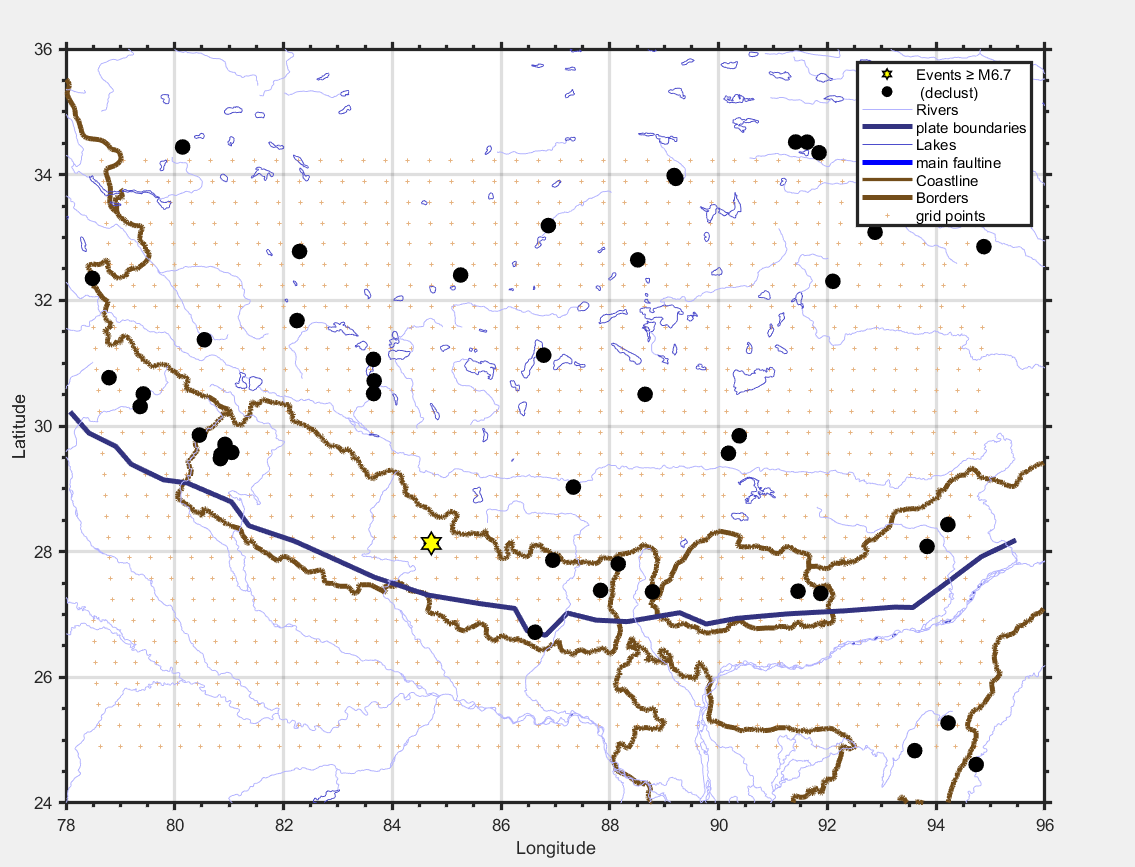 36
34
32
30
28
26
24
Latitude
Events ≥ M6.7
(declust)
Rivers
plate boundaries
Lakes
main faultine
Coastline
Borders
grid points
78 80 82 84 86 88 90 92 94 96
Longitude